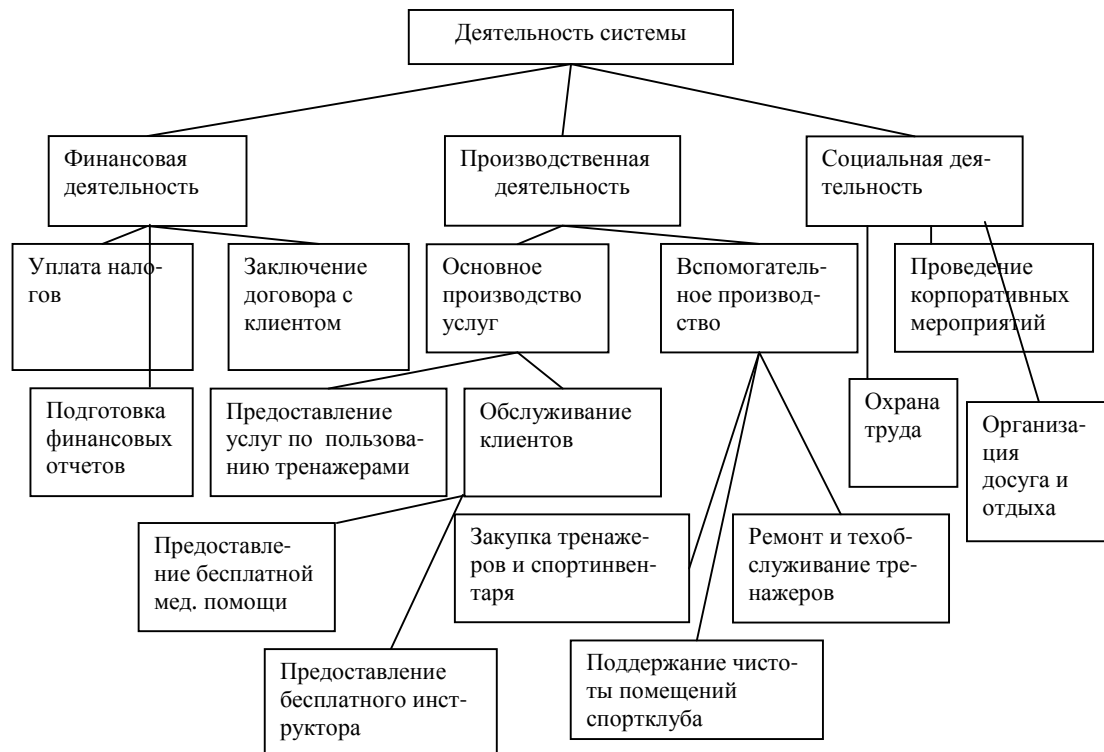 Деятельность системы
Финансовая
деятельность
Производственная
деятельность
Социальная дея-
тельность
Уплата нало-
гов
Заключение
договора с
клиентом
Основное
производство
услуг
Вспомогатель-
ное производ-
ство
Проведение
корпоративных
мероприятий
Подготовка
финансовых
отчетов
Предоставление
услуг по пользова-
нию тренажерами
Обслуживание
клиентов
Охрана
труда
Организа-
ция
досуга и
отдыха
Предоставле-
ние бесплатной
мед. помощи
Закупка тренаже-
ров и спортинвен-
таря
Ремонт и техоб-
служивание тре-
нажеров
Предоставление
бесплатного инст-
руктора
Поддержание чисто-
ты помещений
спортклуба